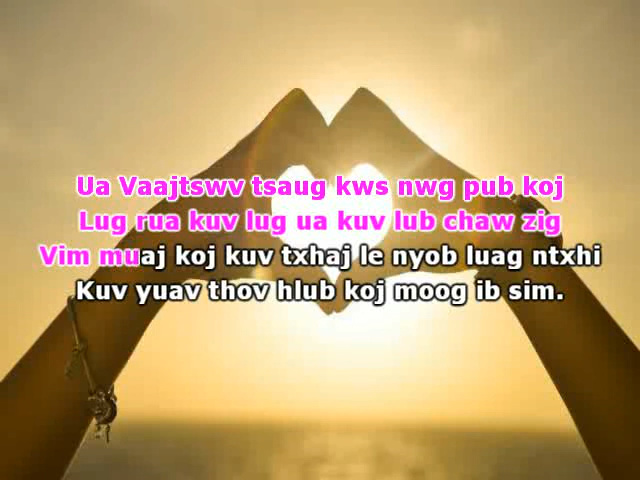 Ua Vaajtswv tsaug kws nwg pub koj
Lug rua kuv lug ua kuv lub chaw zig
Vim muaj koj kuv txhaj le nyob luag ntxhi
Kuv yuav thov hlub koj moog ib sim.